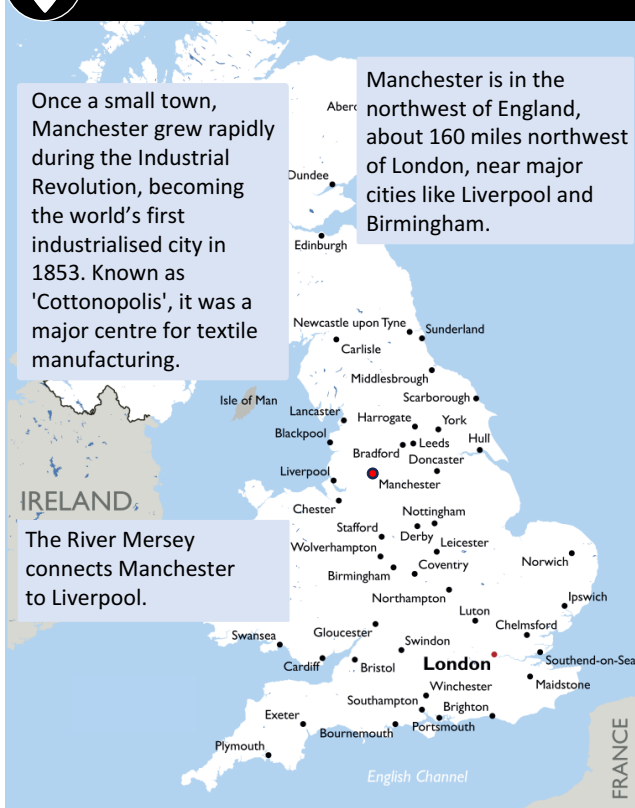 Once a small town,
Manchester grew rapidly
during the Industrial
Revolution, becoming
the world’s first
industrialised city in
1853. Known as
'Cottonopolis', it was a
major centre for textile
manufacturing.
Manchester is in the
northwest of England,
about 160 miles northwest
of London, near major
cities like Liverpool and
Birmingham.
The River Mersey
connects Manchester
to Liverpool.
Dundee
Edinburgh
Newcastle upon Tyne
Sunderland
Carlisle
Middlesbrough
Scarborough
Isle of Man
Lancaster
Harrogate
York
Blackpool
Leeds
Hull
Bradford
Doncaster
Liverpool
Manchester
Chester
IRELAND
Nottingham
Stafford
Derby
Wolverhampton
Leicester
Norwich
Birmingham
Coventry
Northampton
Ipswich
Luton
Chelmsford
Gloucester
Swansea
Swindon
Cardiff
Bristol
London
Southend-on-Sea
Maidstone
Winchester
Southampton
Brighton
Exeter
Bournemouth
Portsmouth
Plymouth
English Channel
FRANCE